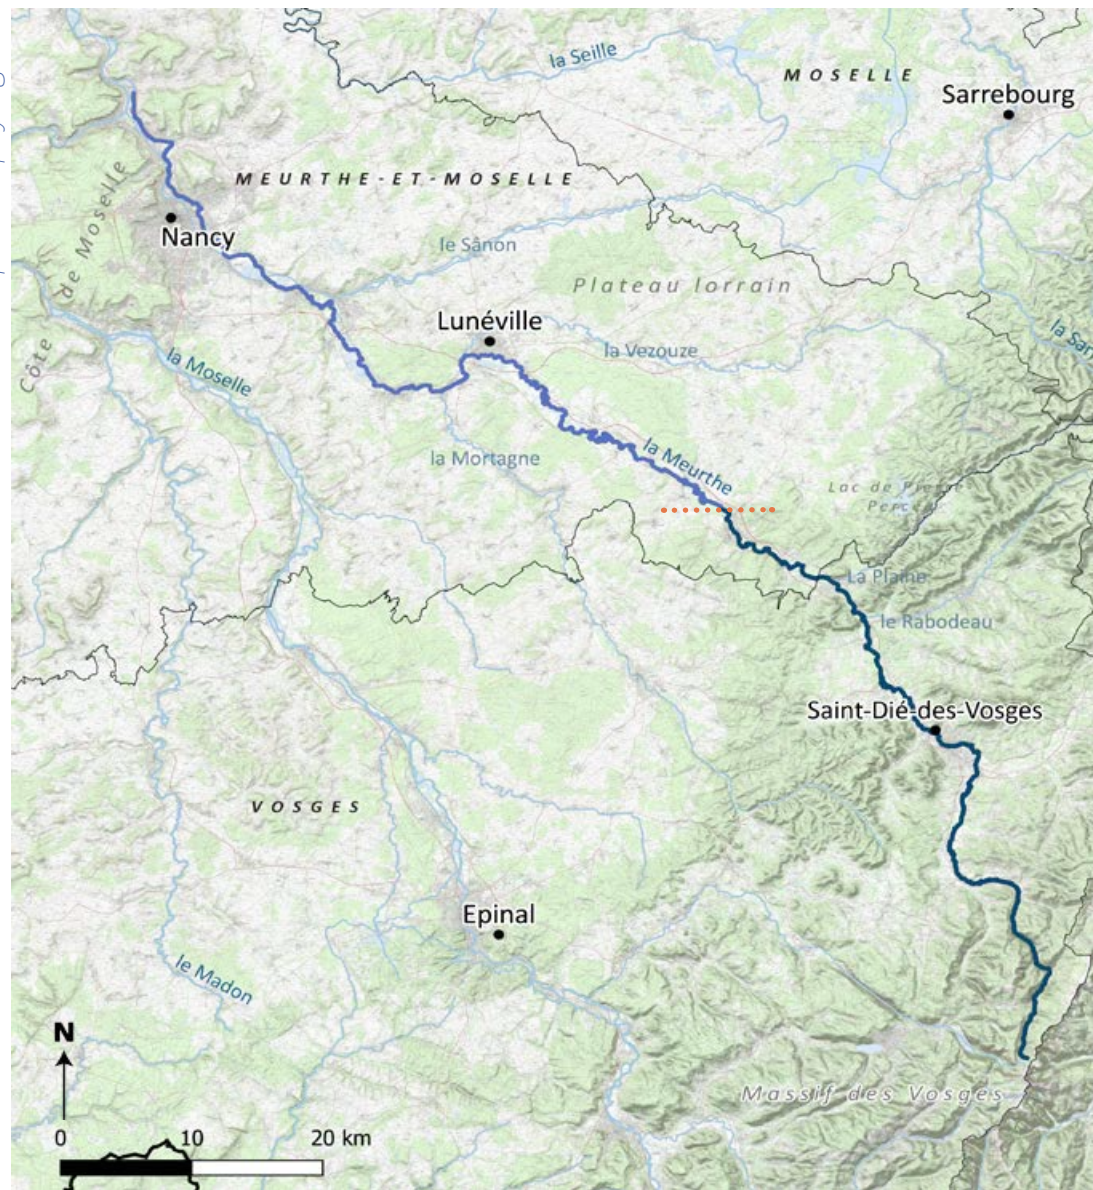 la Seille
MOSELLE
Sarrebourg
MEURTHE-ET-MOSELLE
Côte de Moselle
Nancy
le Sânon
Plateau lorrain
Lunéville
la Vezouze
la Sar
la Moselle
la Mortagne
la Meurthe
Lac de Pierre
Percée
La Plaine
le Rabodeau
Saint-Dié-des-Vosges
VOSGES
Epinal
le Madon
N
Massif des Vosges
0 10 20 km